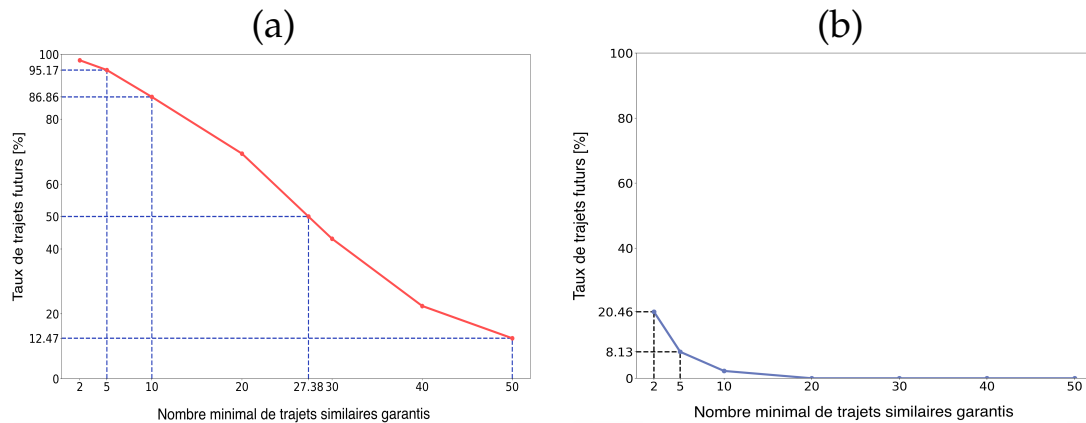 (a)
Taux de trajets futurs [%]
100
95.17
86.86
80
60
50
40
20
12.47
0
2 5 10 20 27.38 30 40 50
Nombre minimal de trajets similaires garantis
(b)
Taux de trajets futurs [%]
100
80
60
40
20.46
8.13
0
2 5 10 20 30 40 50
Nombre minimal de trajets similaires garantis